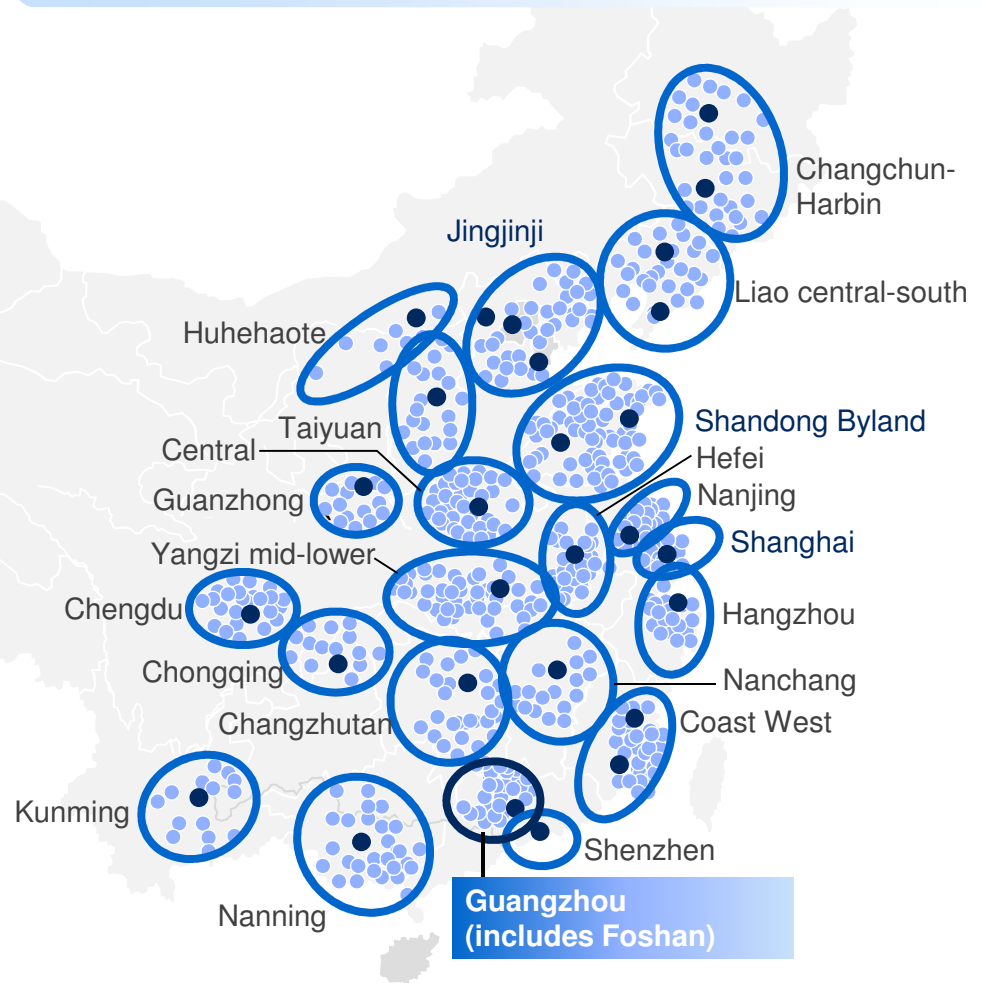 Changchun-
Harbin
Jingjinji
Liao central-south
Huhehaote
Taiyuan
Shandong Byland
Central
Hefei
Guanzhong
Nanjing
Shanghai
Yangzi mid-lower
Chengdu
Hangzhou
Chongqing
Nanchang
Changzhutan
Coast West
Kunming
Shenzhen
Guangzhou
(includes Foshan)
Nanning